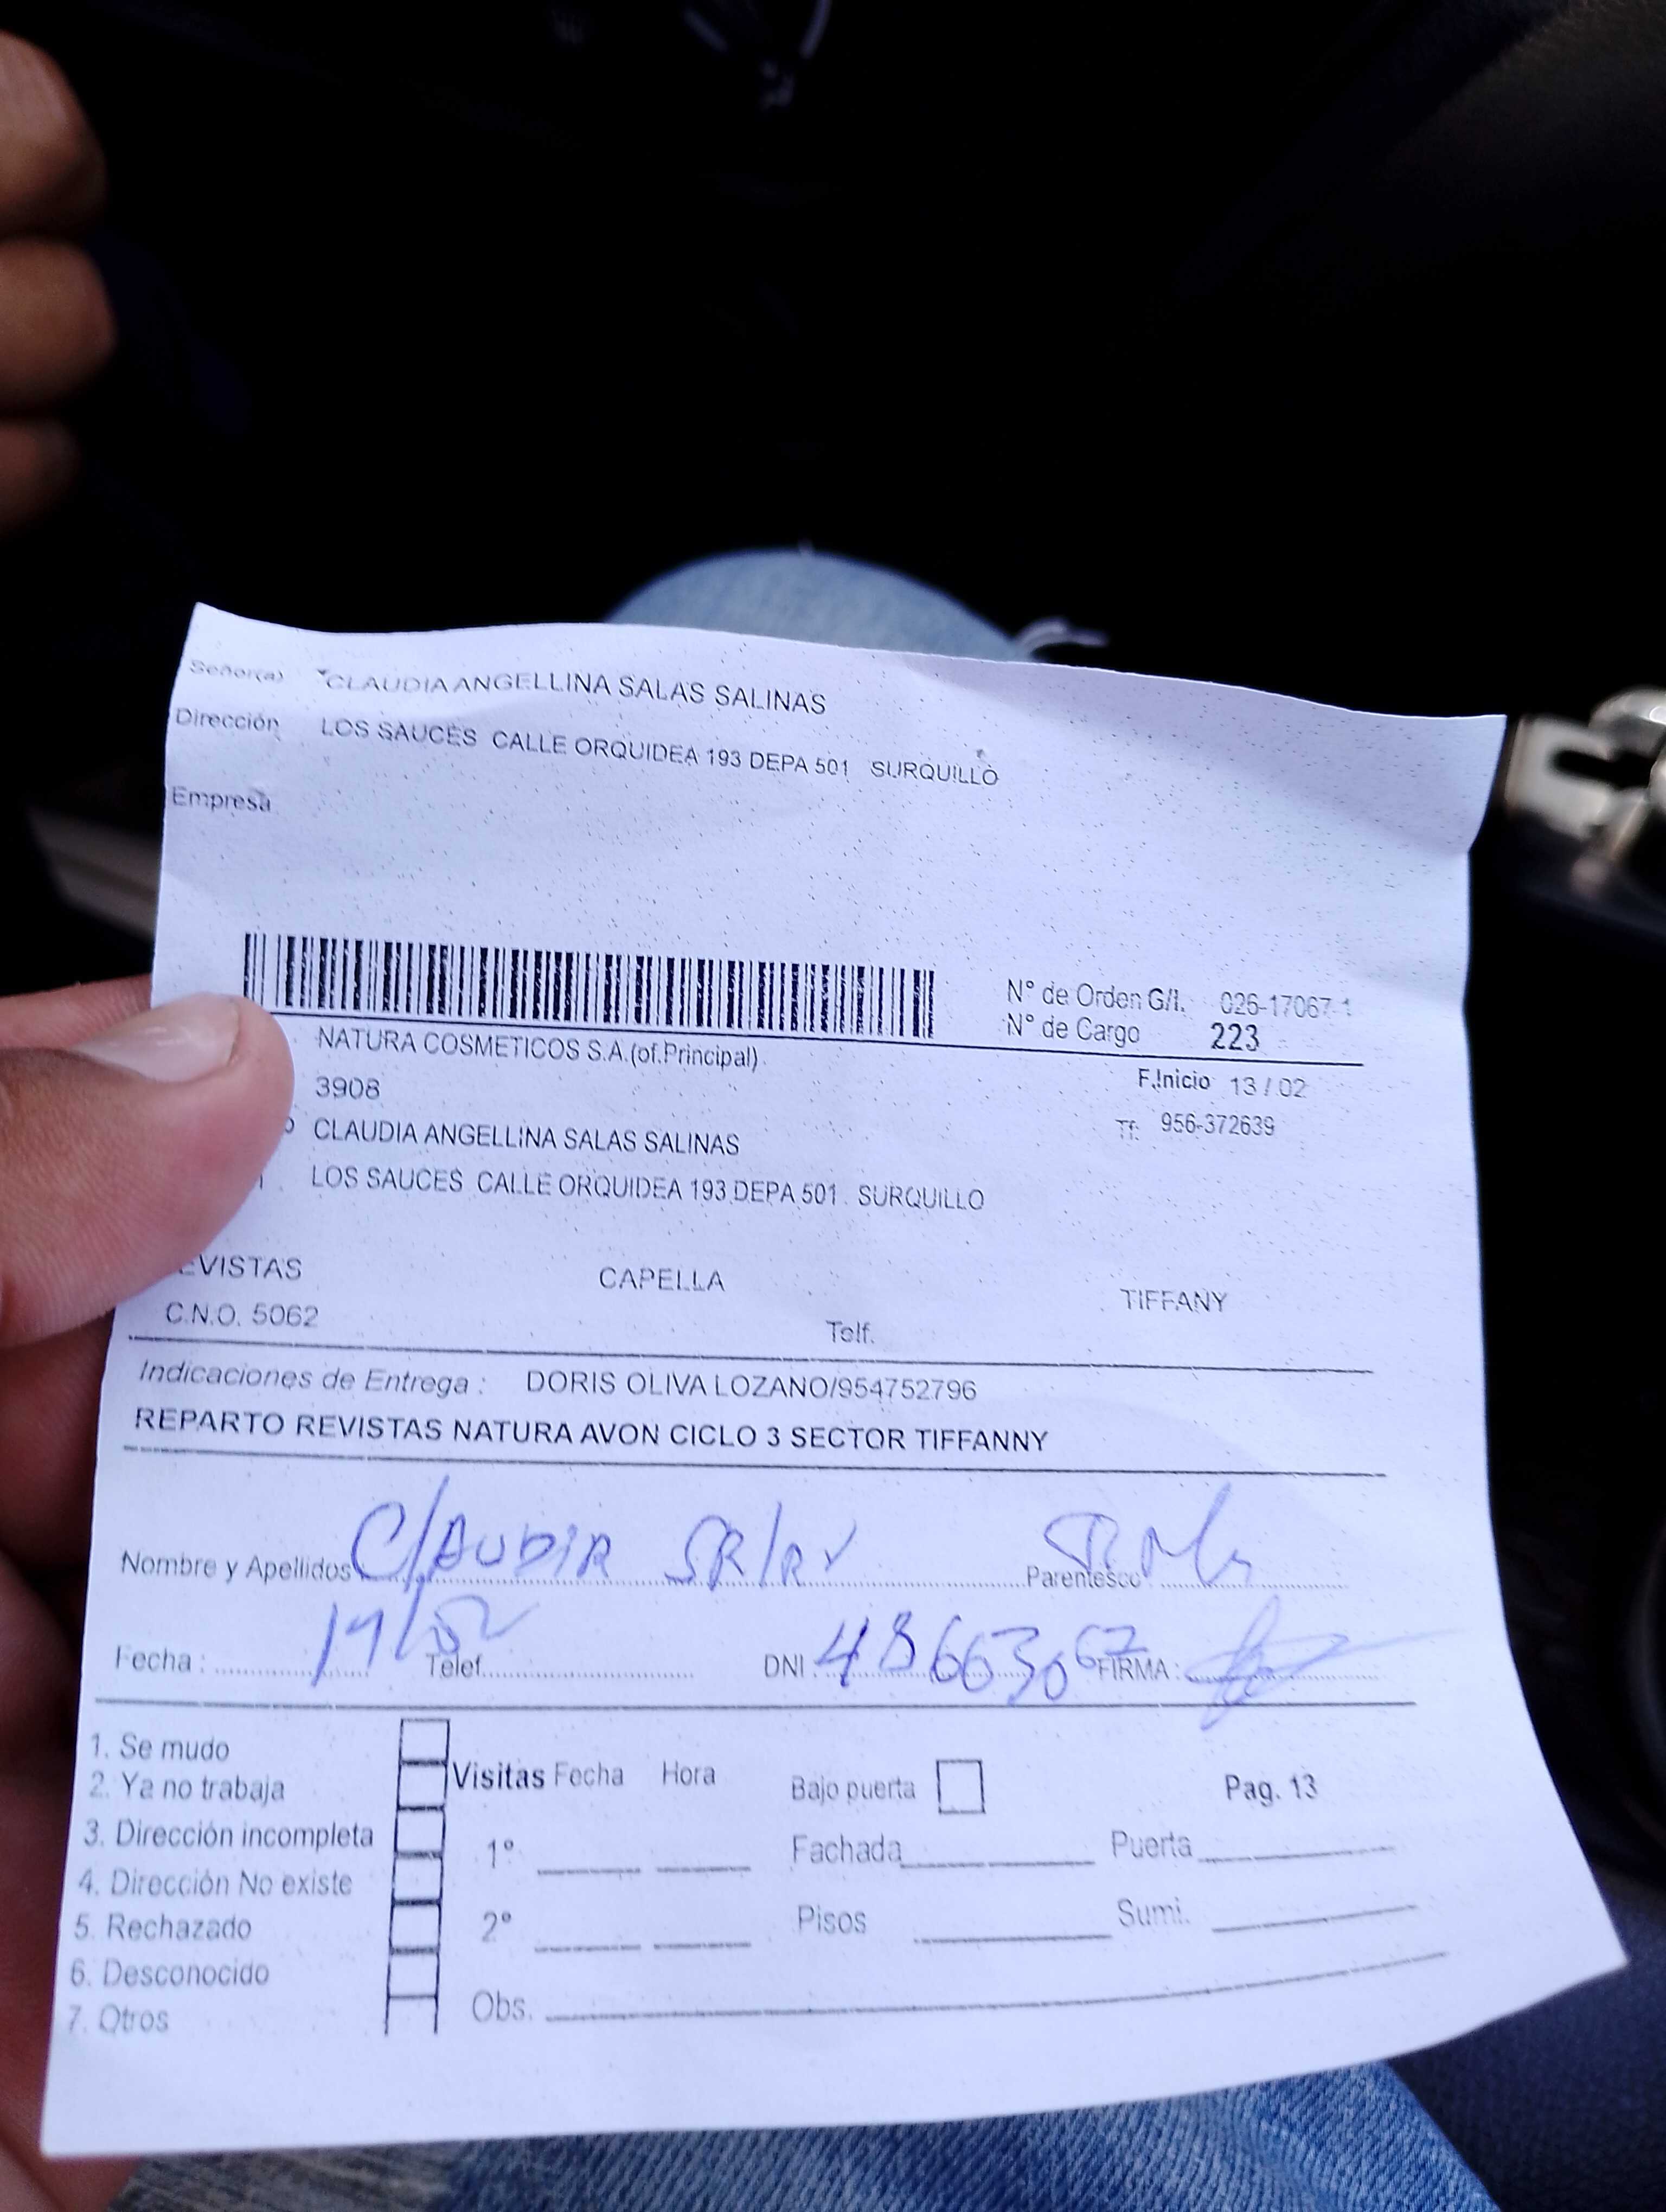 Señor(a) CLAUDIA ANGELLINA SALAS SALINAS
Dirección LOS SAUCES CALLE ORQUIDEA 193 DEPA 501 SURQUILLO
Empresa
N° de Orden G/I. 026-17067-1
N° de Cargo 223
NATURA COSMETICOS S.A.(of.Principal)
F.Inicio 13 / 02
3908
Tf: 956-372639
CLAUDIA ANGELLINA SALAS SALINAS
LOS SAUCES CALLE ORQUIDEA 193 DEPA 501 SURQUILLO
EVISTAS CAPELLA TIFFANY
C.N.O. 5062 Telf.
Indicaciones de Entrega : DORIS OLIVA LOZANO/954752796
REPARTO REVISTAS NATURA AVON CICLO 3 SECTOR TIFFANNY
Nombre y Apellidos ClAUDIA Parentesco
Fecha : Telef. DNI : 48663067 FIRMA :
1. Se mudo
2. Ya no trabaja
3. Dirección incompleta
4. Dirección No existe
5. Rechazado
6. Desconocido
7. Otros
Visitas Fecha Hora Bajo puerta Pag. 13
1° Fachada Puerta
2° Pisos Sumi.
Obs.